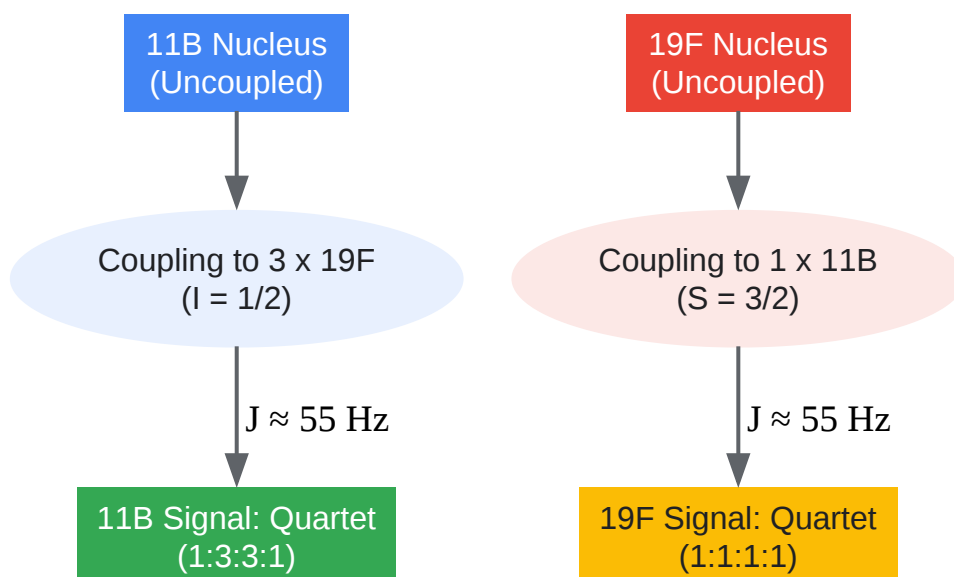 11B Nucleus
(Uncoupled)
19F Nucleus
(Uncoupled)
Coupling to 3 x 19F
(I = 1/2)
Coupling to 1 x 11B
(S = 3/2)
J ≈ 55 Hz
J ≈ 55 Hz
11B Signal: Quartet
(1:3:3:1)
19F Signal: Quartet
(1:1:1:1)